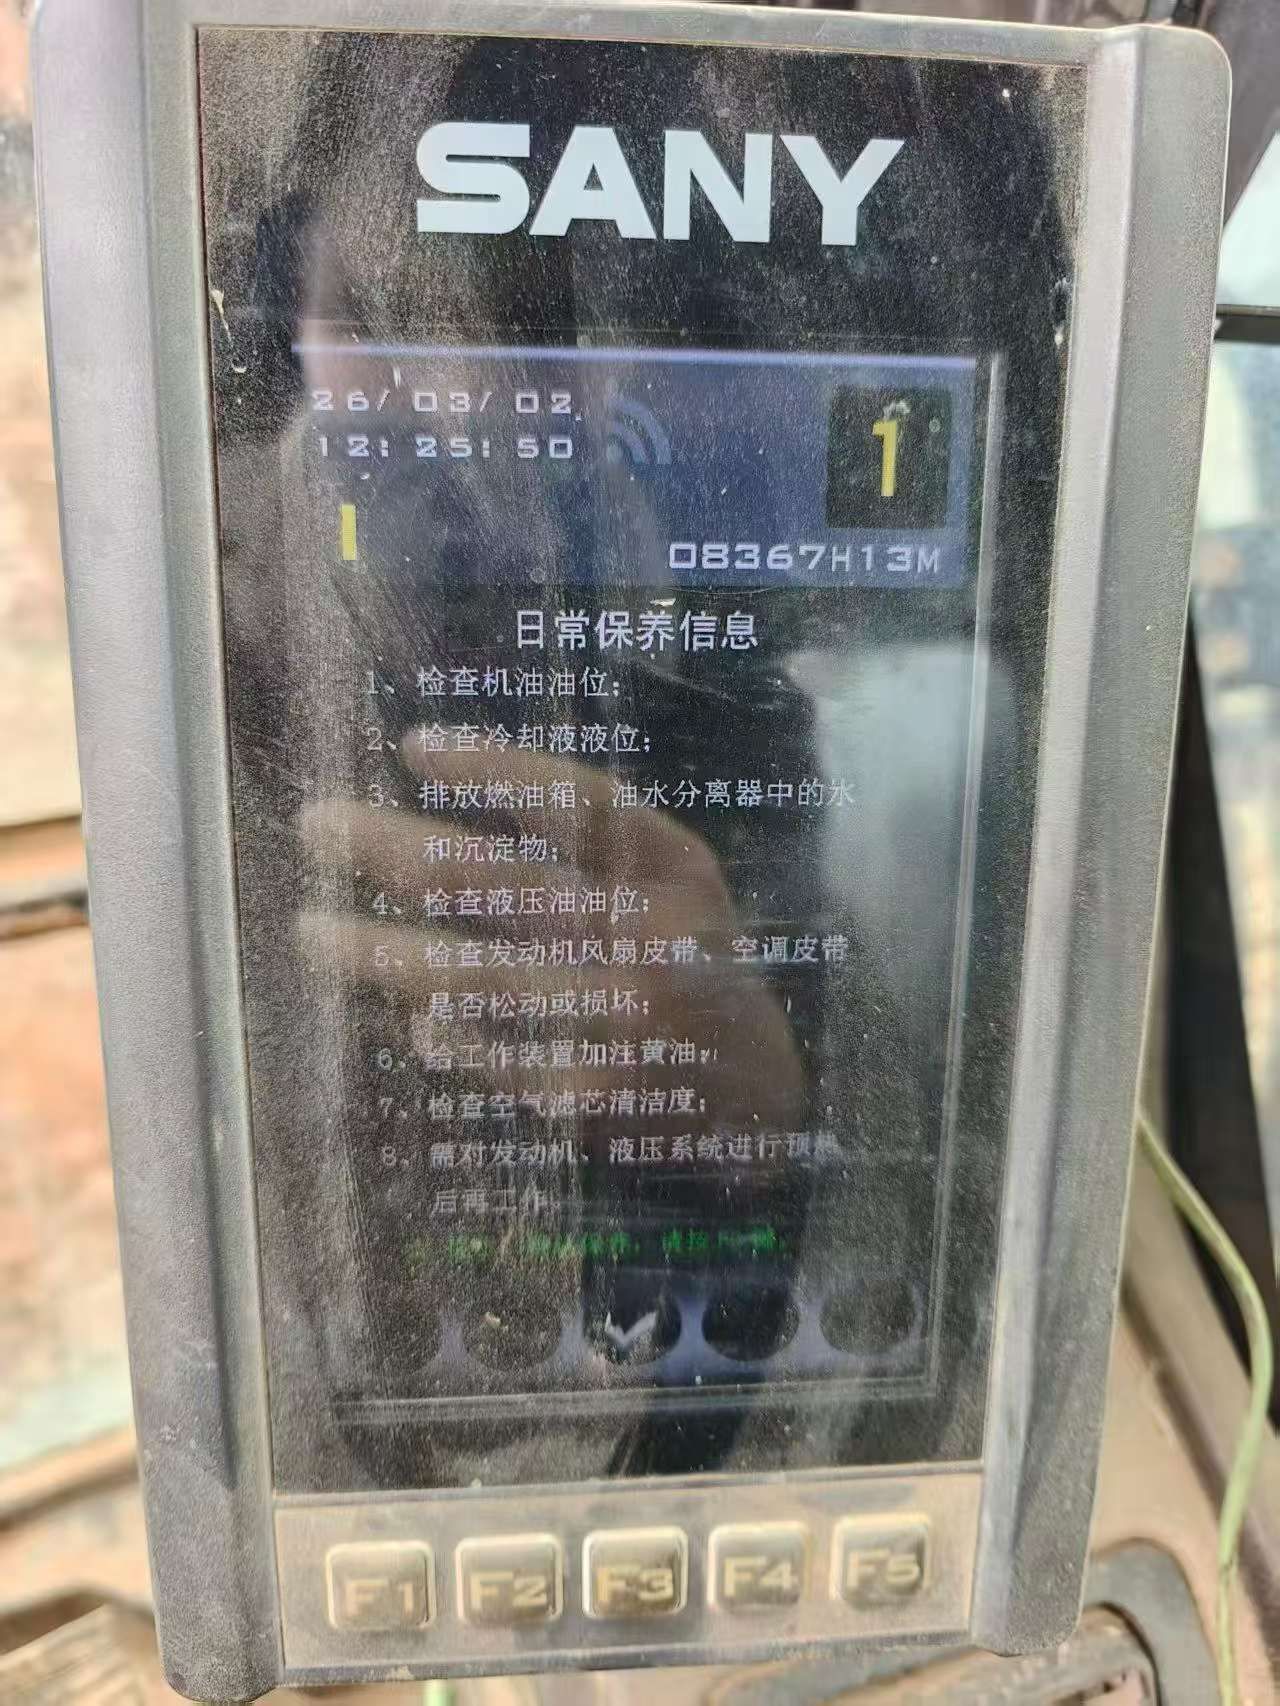 SANY
26/ 03/ 02
12: 25: 50
1
08367H13M
日常保养信息
1、检查机油油位；
2、检查冷却液液位；
3、排放燃油箱、油水分离器中的水
和沉淀物；
4、检查液压油油位；
5、检查发动机风扇皮带、空调皮带
是否松动或损坏；
6、给工作装置加注黄油；
7、检查空气滤芯清洁度；
8、需对发动机、液压系统进行预热
后再工作。
保养，请按
F1 F2 F3 F4 F5